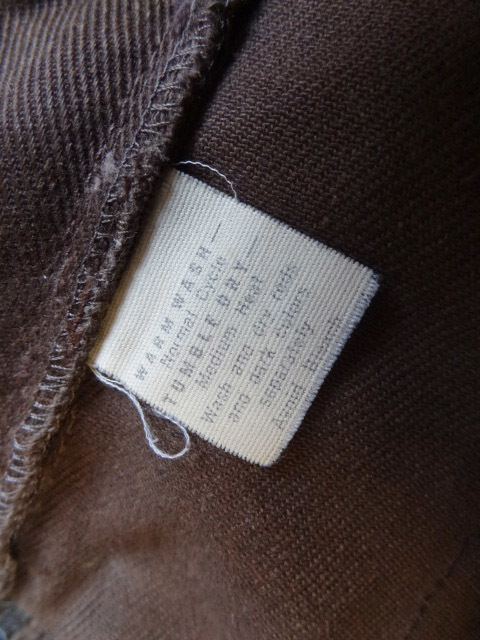 WARM WASH—
Normal Cycle
TUMBLE DRY—
Medium Heat
Wash and dry reds
and dark colors
separately
Avoid Bleach